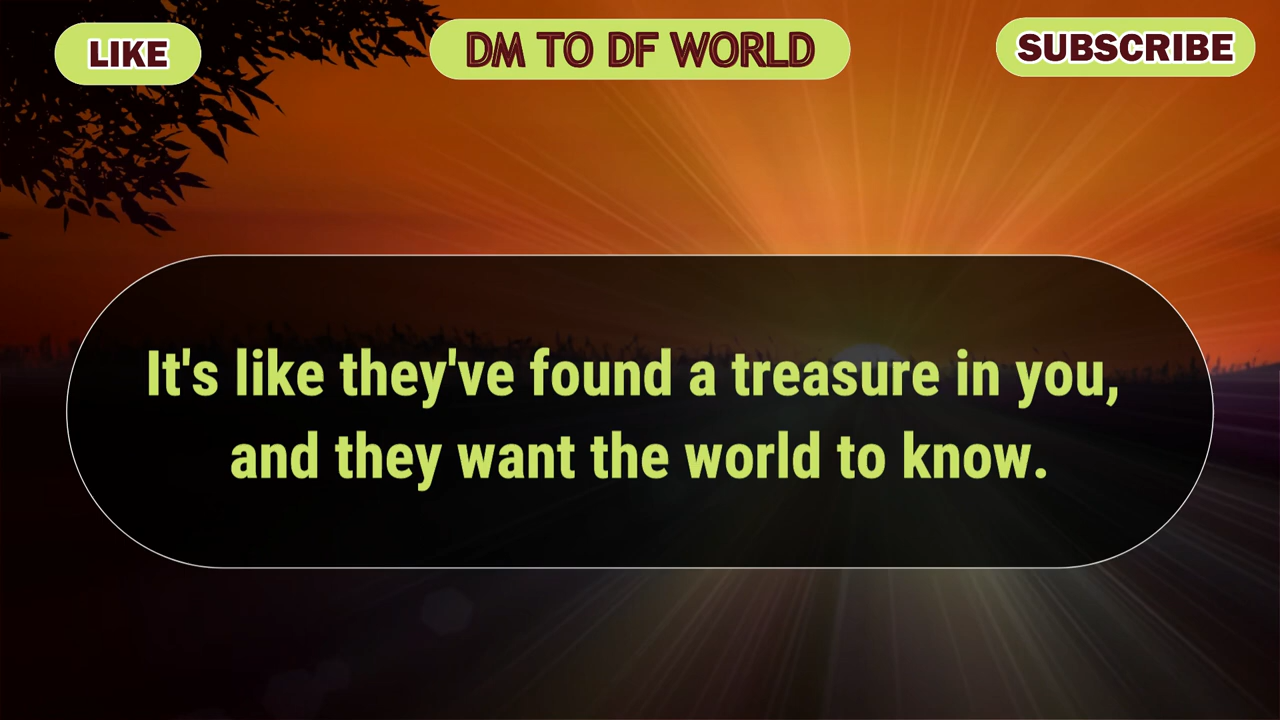 LIKE
DM TO DF WORLD
SUBSCRIBE
It's like they've found a treasure in you,
and they want the world to know.